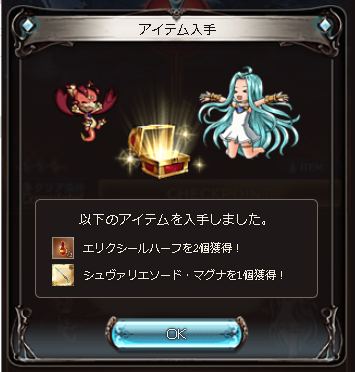 アイテム入手
以下のアイテムを入手しました。
エリクシールハーフを2個獲得！
シュヴァリエソード・マグナを1個獲得！
OK